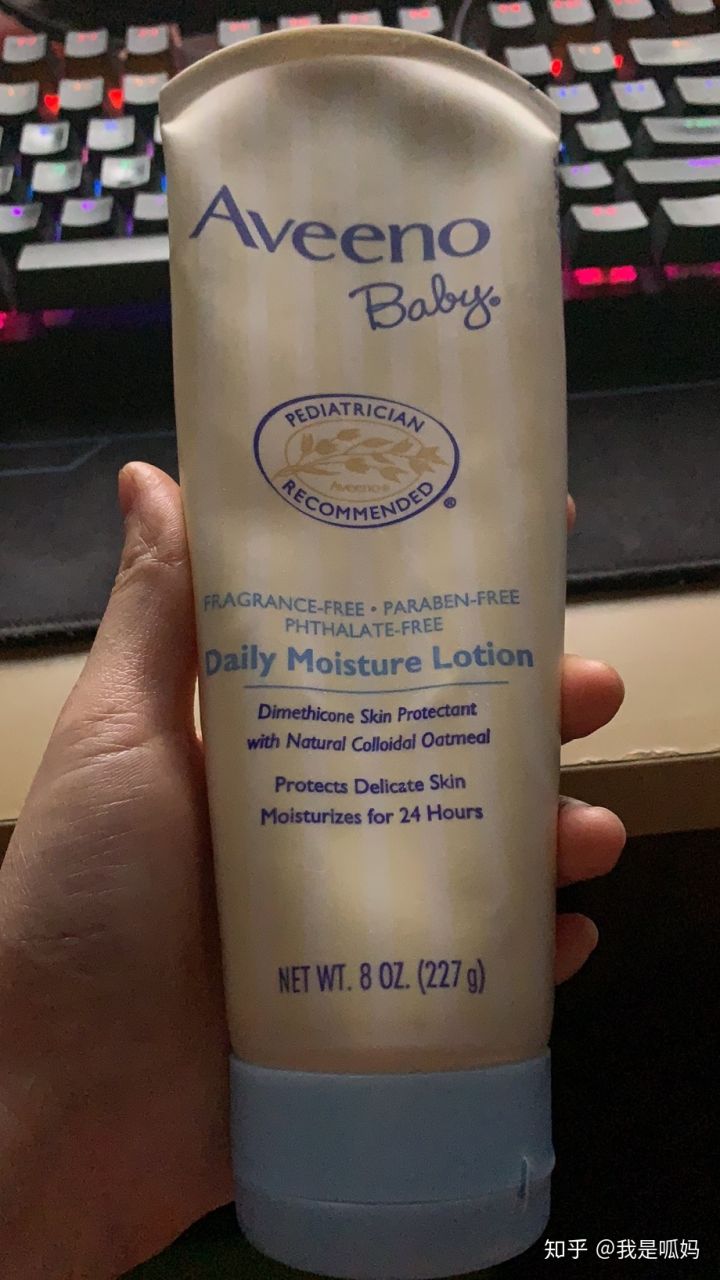 Aveeno
Baby®
PEDIATRICIAN
Aveeno®
RECOMMENDED®
FRAGRANCE-FREE • PARABEN-FREE
PHTHALATE-FREE
Daily Moisture Lotion
Dimethicone Skin Protectant
with Natural Colloidal Oatmeal
Protects Delicate Skin
Moisturizes for 24 Hours
NET WT. 8 OZ. (227 g)
知乎 @我是呱妈